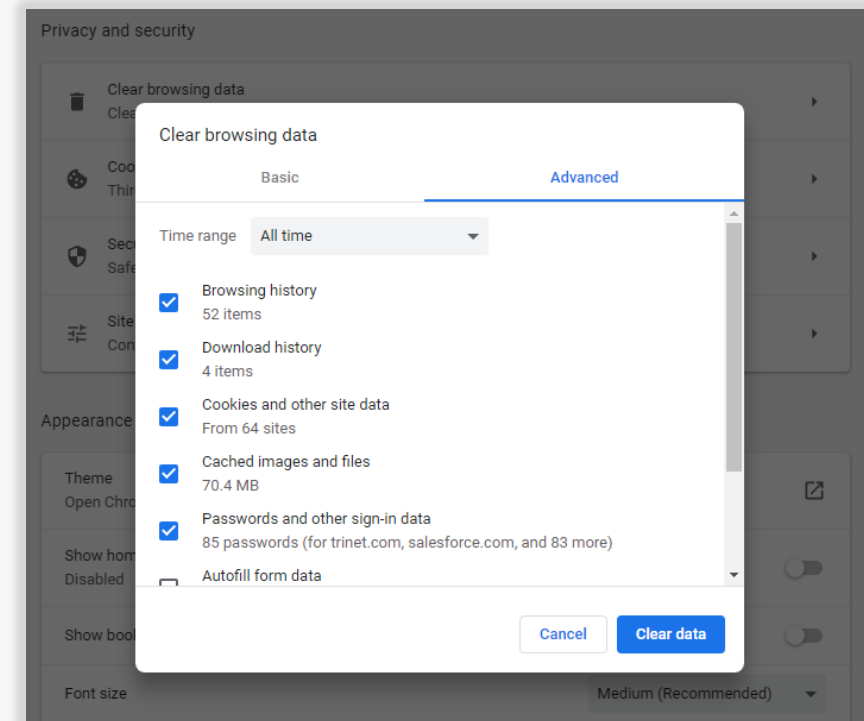 Privacy and security
Clear browsing data
Clea
Clear browsing data
Basic
Advanced
Coo
Thir
Time range All time
Secu
Safe
Browsing history
52 items
Site
Con
Download history
4 items
Cookies and other site data
From 64 sites
Appearance
Cached images and files
70.4 MB
Theme
Open Chro
Passwords and other sign-in data
85 passwords (for trinet.com, salesforce.com, and 83 more)
Show hom
Disabled
Autofill form data
Show bool
Cancel
Clear data
Font size
Medium (Recommended)